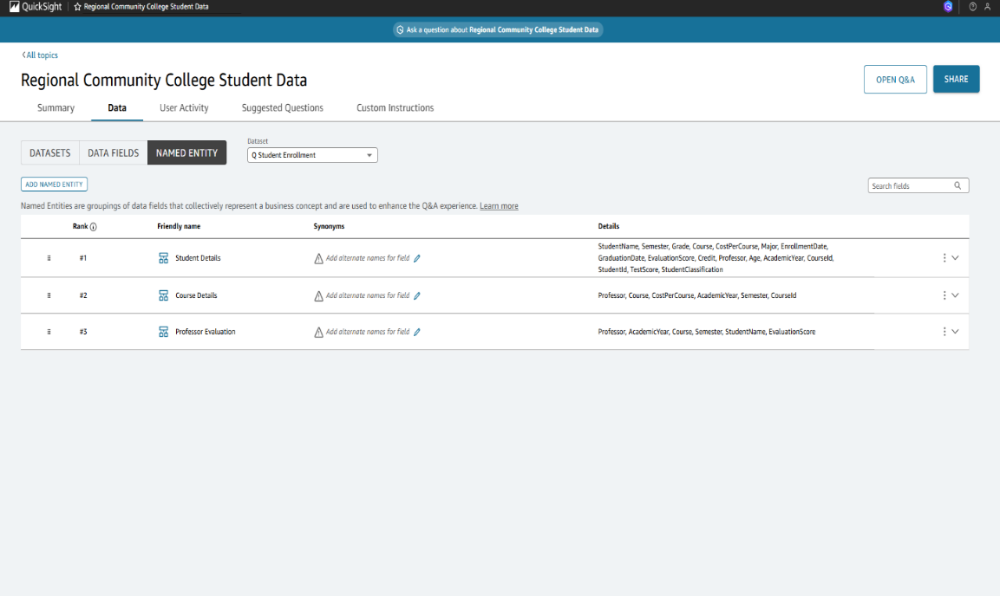 QuickSight Regional Community College Student Data
Ask a question about Regional Community College Student Data
All topics
Regional Community College Student Data
OPEN Q&A
SHARE
Summary Data User Activity Suggested Questions Custom Instructions
DATASETS DATA FIELDS NAMED ENTITY
Dataset
Q Student Enrollment
ADD NAMED ENTITY
Search fields
Named Entities are groupings of data fields that collectively represent a business concept and are used to enhance the Q&A experience. Learn more
Rank Friendly name Synonyms Details
#1 Student Details Add alternate names for field
StudentName, Semester, Grade, Course, CostPerCourse, Major, EnrollmentDate,
GraduationDate, EvaluationScore, Credit, Professor, Age, AcademicYear, CourseId,
StudentId, TestScore, StudentClassification
#2 Course Details Add alternate names for field Professor, Course, CostPerCourse, AcademicYear, Semester, CourseId
#3 Professor Evaluation Add alternate names for field Professor, AcademicYear, Course, Semester, StudentName, EvaluationScore